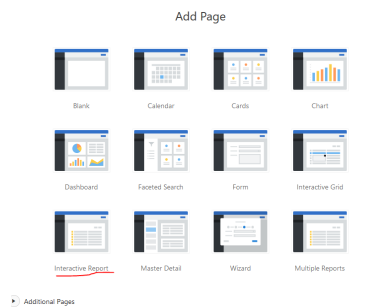 Add Page
Blank Calendar Cards Chart
Dashboard Faceted Search Form Interactive Grid
Interactive Report Master Detail Wizard Multiple Reports
Additional Pages